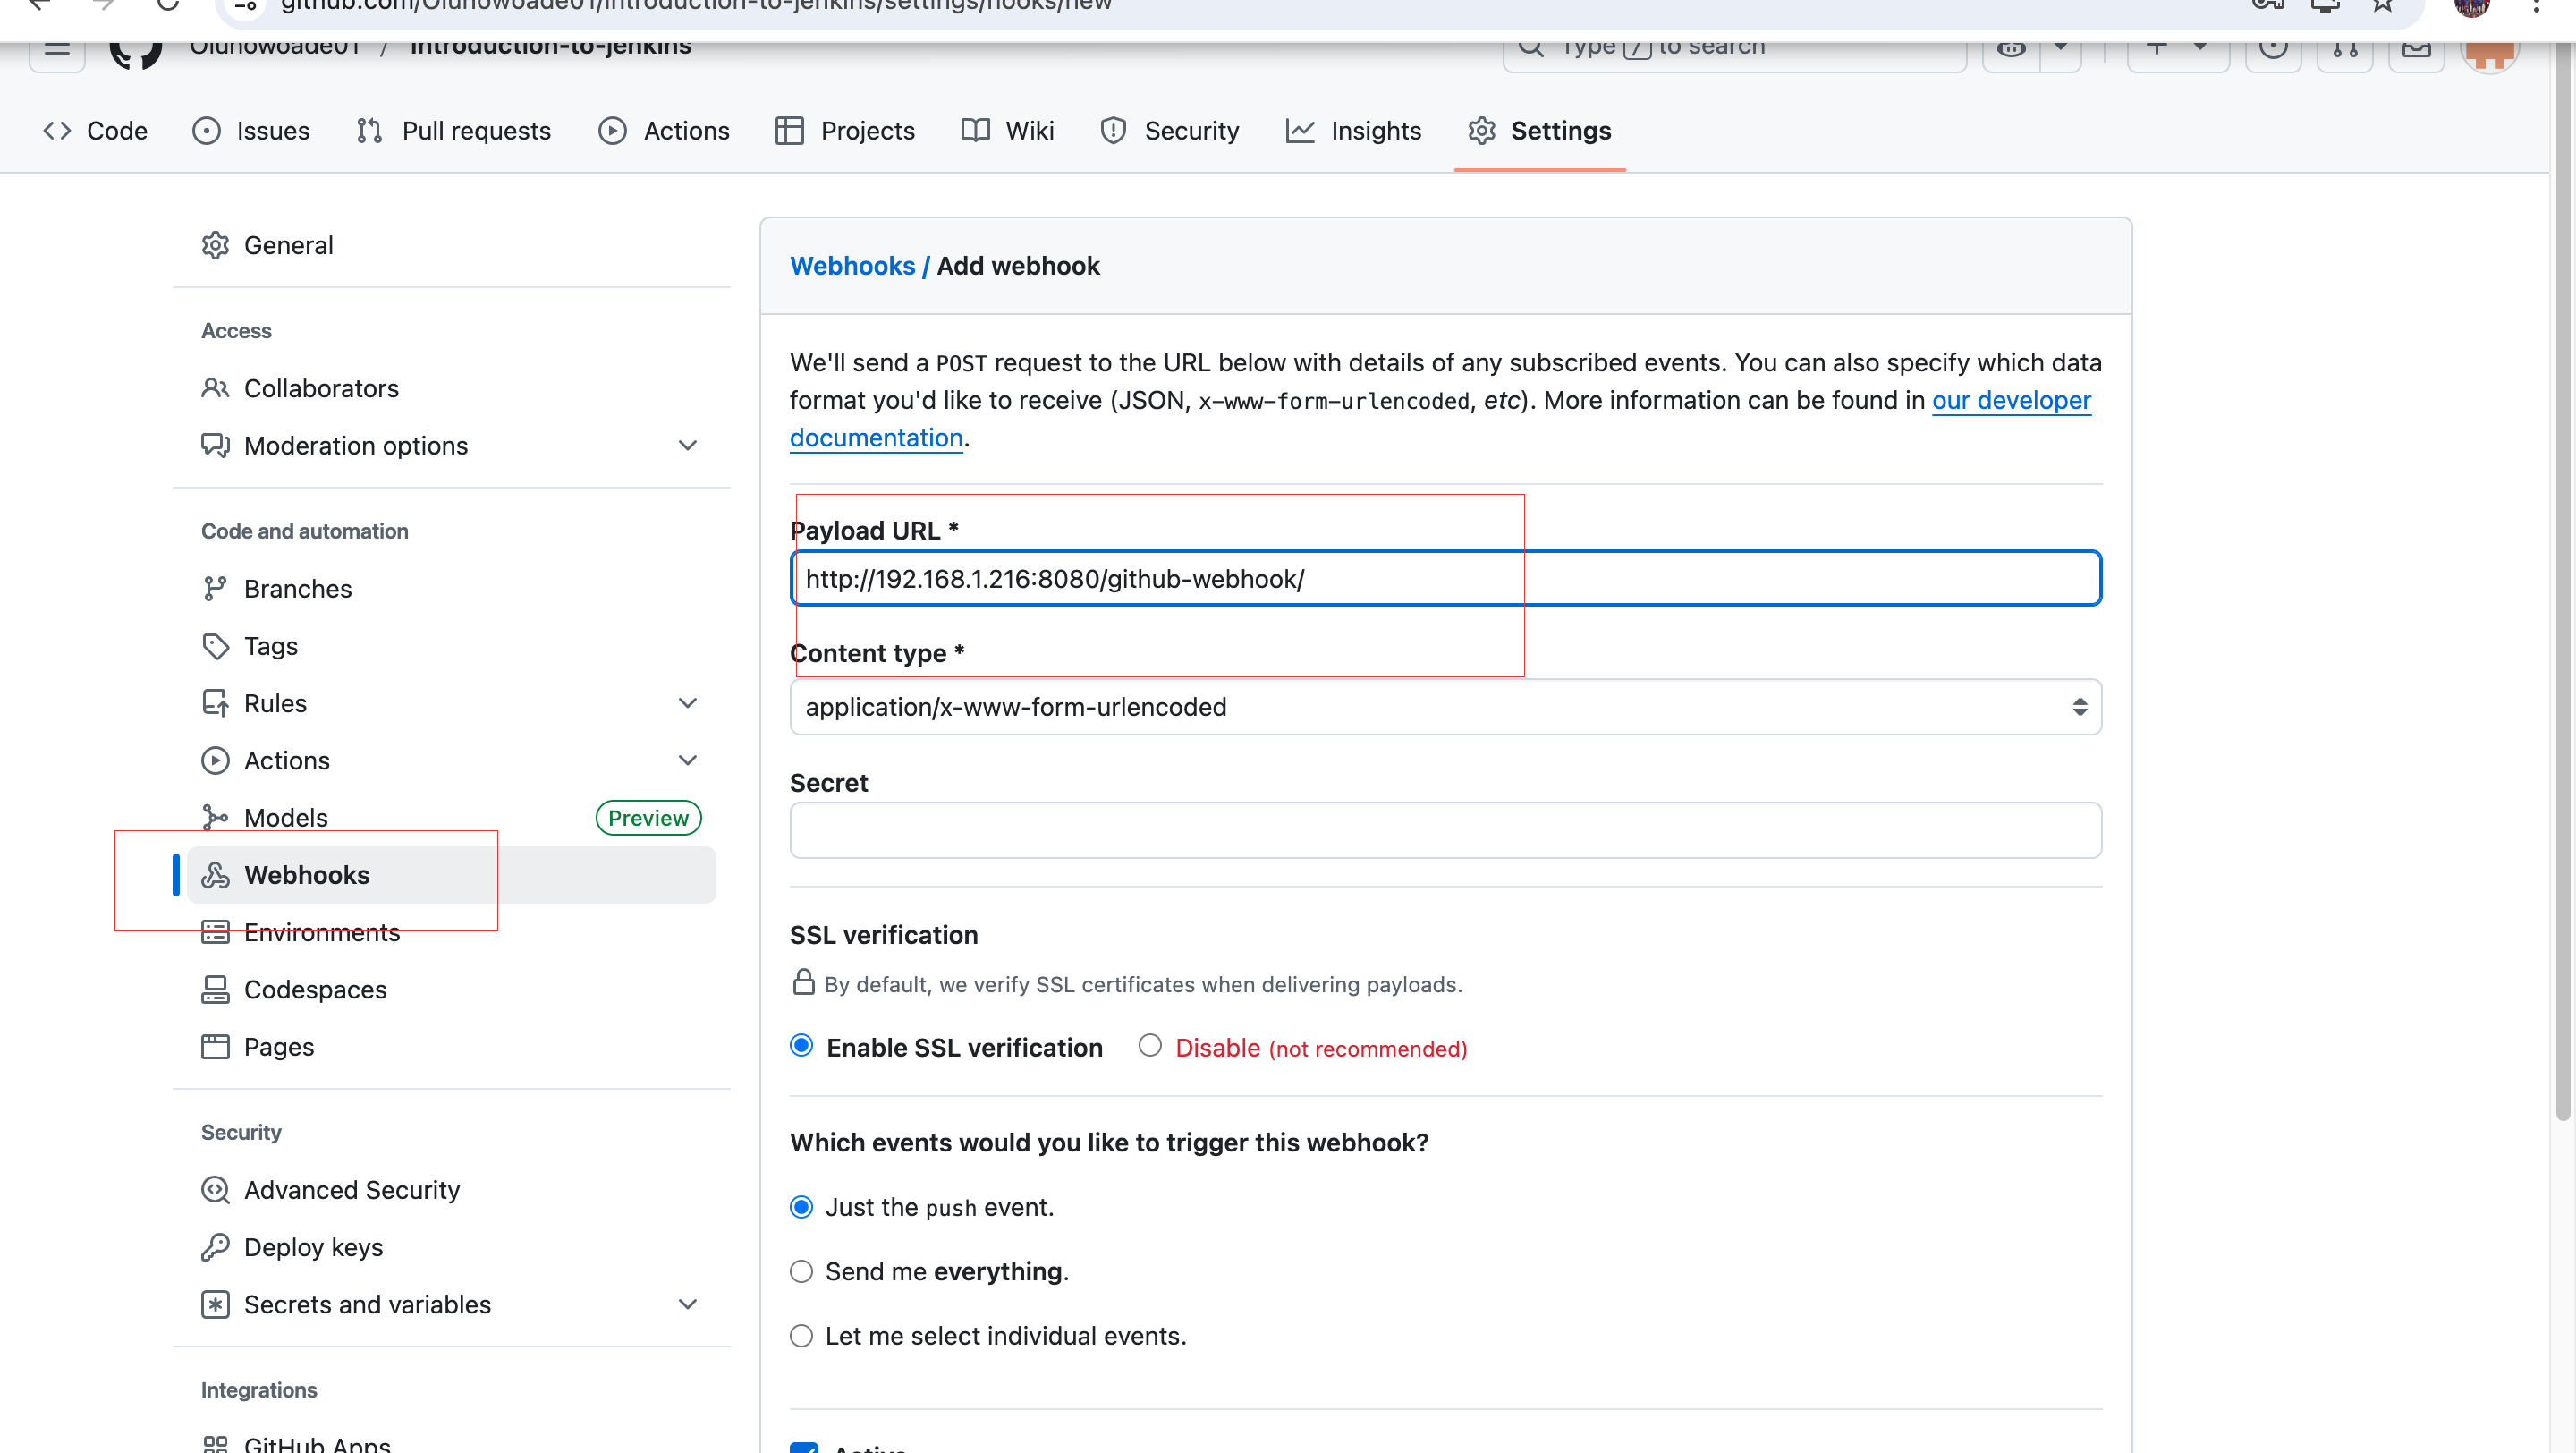 github.com/Olunowoade01/introduction-to-jenkins/settings/hooks/new
Olunowoade01 / introduction-to-jenkins
Type / to search
Code
Issues
Pull requests
Actions
Projects
Wiki
Security
Insights
Settings
General
Access
Collaborators
Moderation options
Code and automation
Branches
Tags
Rules
Actions
Models
Preview
Webhooks
Environments
Codespaces
Pages
Security
Advanced Security
Deploy keys
Secrets and variables
Integrations
GitHub Apps
Webhooks / Add webhook
We'll send a POST request to the URL below with details of any subscribed events. You can also specify which data
format you'd like to receive (JSON, x-www-form-urlencoded, etc). More information can be found in our developer
documentation.
Payload URL *
http://192.168.1.216:8080/github-webhook/
Content type *
application/x-www-form-urlencoded
Secret
SSL verification
By default, we verify SSL certificates when delivering payloads.
Enable SSL verification
Disable (not recommended)
Which events would you like to trigger this webhook?
Just the push event.
Send me everything.
Let me select individual events.
Active